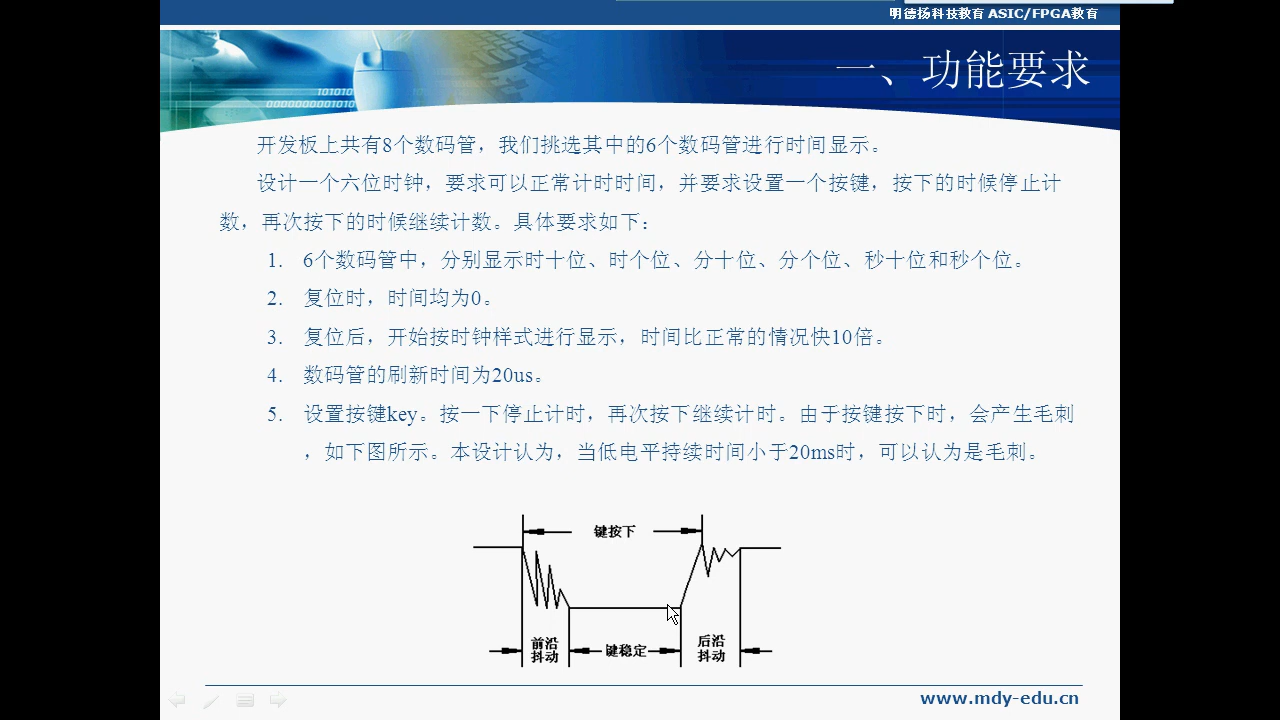 明德扬科技教育 ASIC/FPGA教育
一、功能要求
101010
000000001010
开发板上共有8个数码管，我们挑选其中的6个数码管进行时间显示。
设计一个六位时钟，要求可以正常计时时间，并要求设置一个按键，按下的时候停止计
数，再次按下的时候继续计数。具体要求如下：
1. 6个数码管中，分别显示时十位、时个位、分十位、分个位、秒十位和秒个位。
2. 复位时，时间均为0。
3. 复位后，开始按时钟样式进行显示，时间比正常的情况快10倍。
4. 数码管的刷新时间为20us。
5. 设置按键key。按一下停止计时，再次按下继续计时。由于按键按下时，会产生毛刺
，如下图所示。本设计认为，当低电平持续时间小于20ms时，可以认为是毛刺。
键按下
前沿
抖动
键稳定
后沿
抖动
www.mdy-edu.cn